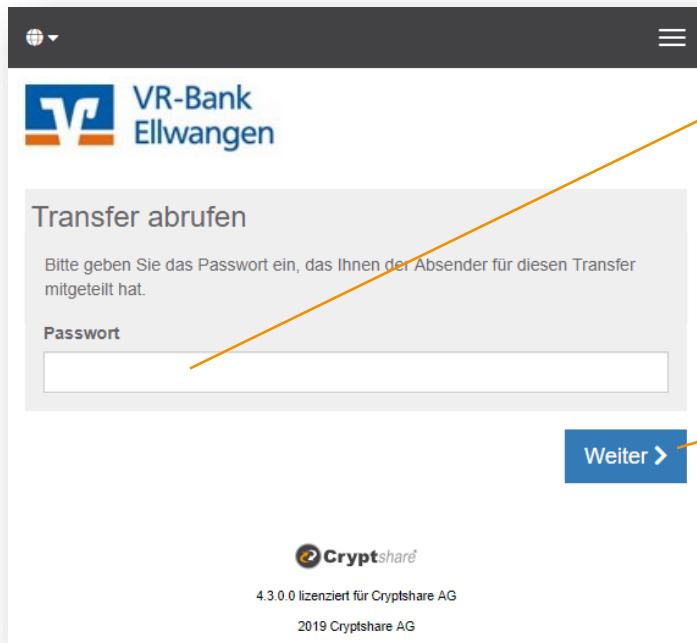 VR-Bank
Ellwangen
Transfer abrufen
Bitte geben Sie das Passwort ein, das Ihnen der Absender für diesen Transfer
mitgeteilt hat.
Passwort
Weiter
Cryptshare
4.3.0.0 lizenziert für Cryptshare AG
2019 Cryptshare AG